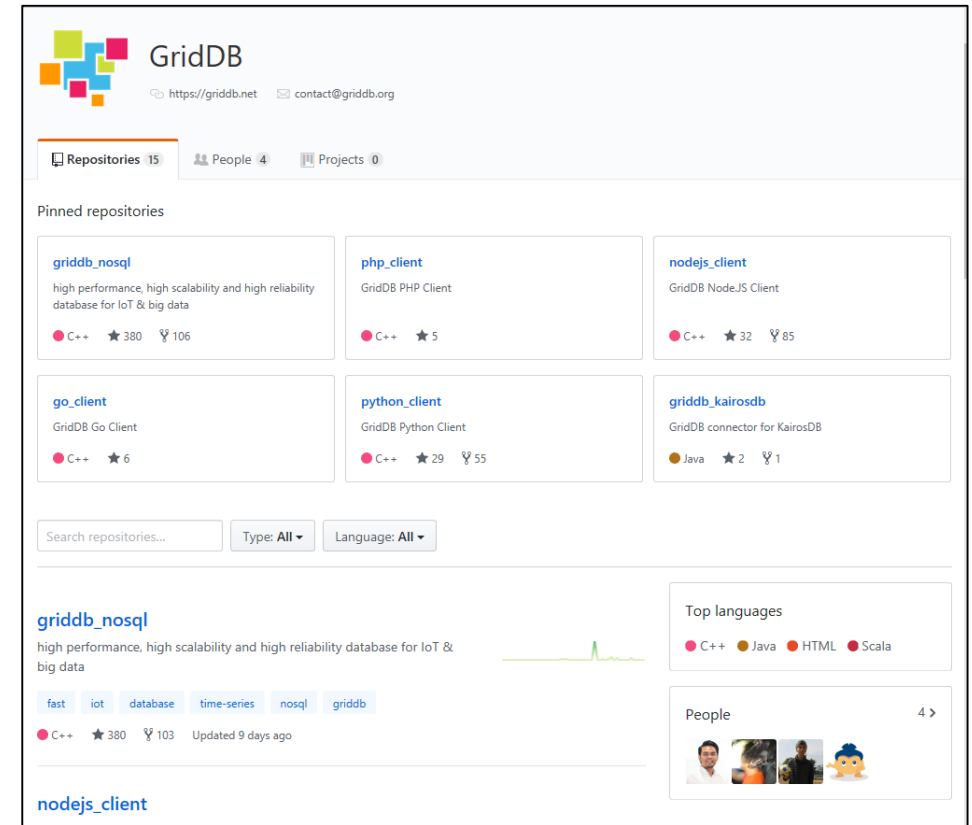 GridDB
https://griddb.net contact@griddb.org
Repositories 15 People 4 Projects 0
Pinned repositories
griddb_nosql
high performance, high scalability and high reliability
database for IoT & big data
C++ 380 106
php_client
GridDB PHP Client
C++ 5
nodejs_client
GridDB NodeJS Client
C++ 32 85
go_client
GridDB Go Client
C++ 6
python_client
GridDB Python Client
C++ 29 55
griddb_kairosdb
GridDB connector for KairosDB
Java 2 1
Search repositories... Type: All Language: All
griddb_nosql
high performance, high scalability and high reliability database for IoT &
big data
fast iot database time-series nosql griddb
C++ 380 103 Updated 9 days ago
nodejs_client
Top languages
C++ Java HTML Scala
People 4